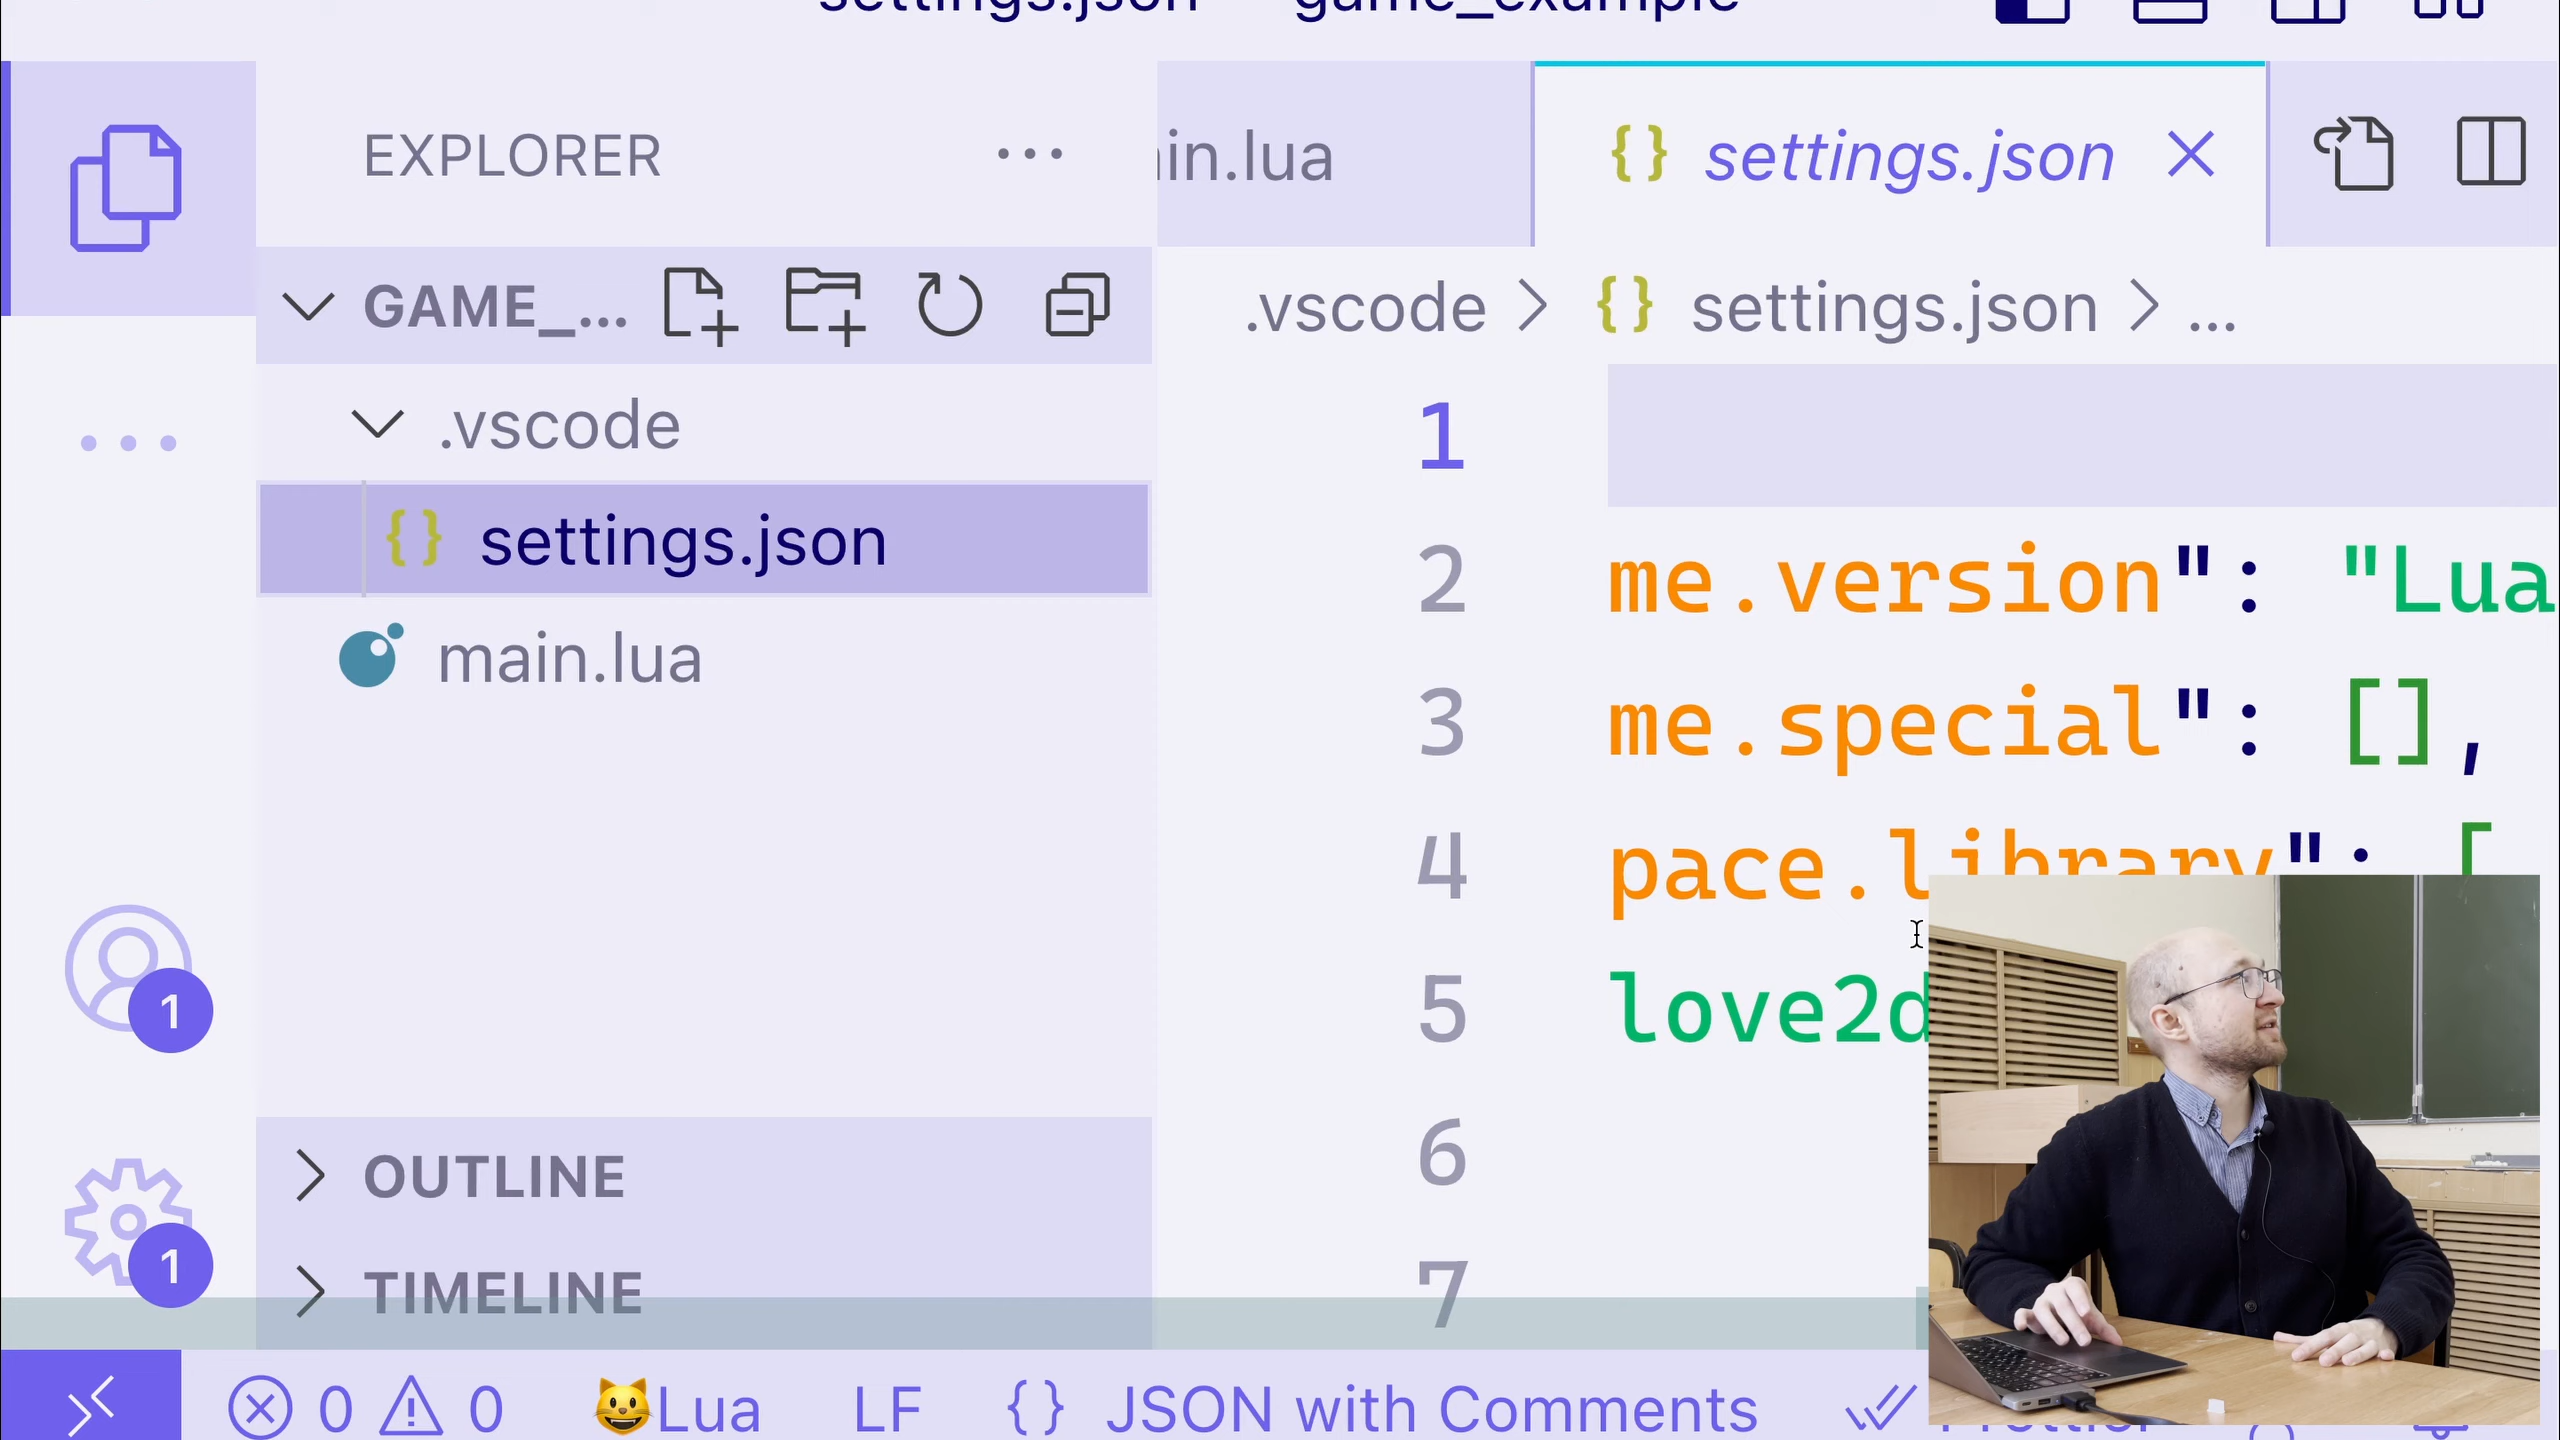 settings.json — game_example
EXPLORER
GAME_...
.vscode
{} settings.json
main.lua
OUTLINE
TIMELINE
1
1
in.lua
{} settings.json
.vscode > {} settings.json > ...
1
2 me.version": "Lua
3 me.special": [],
4 pace.library": [
5 love2d
6
7
0 0 😺Lua LF {} JSON with Comments Prettier